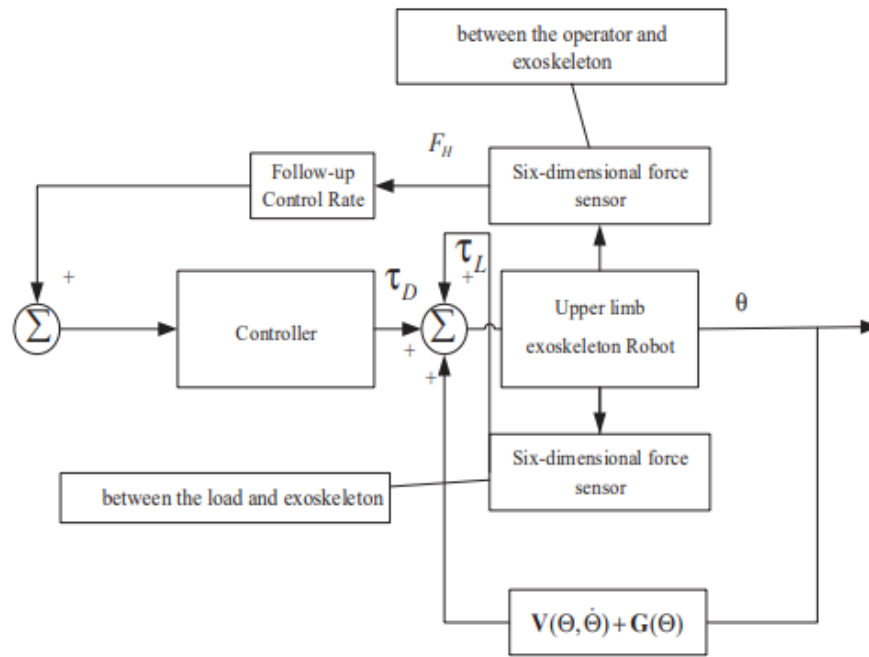 between the operator and
exoskeleton
F_H
Follow-up
Control Rate
Six-dimensional force
sensor
+
τ_D
τ_L
+
Σ
Controller
+
Σ
Upper limb
exoskeleton Robot
θ
+
Six-dimensional force
sensor
between the load and exoskeleton
V(Θ, Θ̇) + G(Θ)